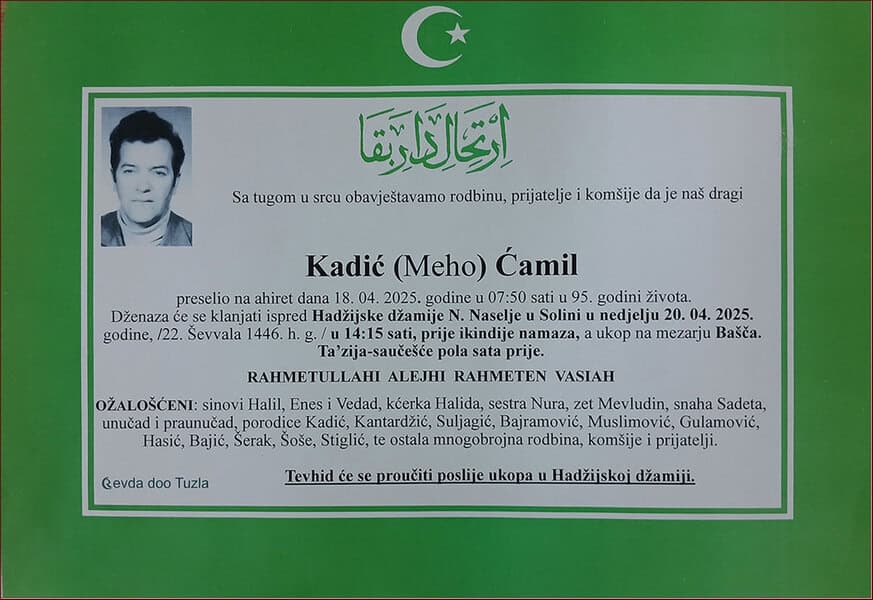 اِرْتِحَالِ دَارِ بَقَا
Sa tugom u srcu obavještavamo rodbinu, prijatelje i komšije da je naš dragi
Kadić (Meho) Ćamil
preselio na ahiret dana 18. 04. 2025. godine u 07:50 sati u 95. godini života.
Dženaza će se klanjati ispred Hadžijske džamije N. Naselje u Solini u nedjelju 20. 04. 2025.
godine, /22. Ševvala 1446. h. g. / u 14:15 sati, prije ikindije namaza, a ukop na mezarju Bašča.
Ta’zija-saučešće pola sata prije.
RAHMETULLAHI ALEJHI RAHMETEN VASIAH
OŽALOŠĆENI: sinovi Halil, Enes i Vedad, kćerka Halida, sestra Nura, zet Mevludin, snaha Sadeta,
unučad i praunučad, porodice Kadić, Kantardžić, Suljagić, Bajramović, Muslimović, Gulamović,
Hasić, Bajić, Šerak, Šoše, Stiglić, te ostala mnogobrojna rodbina, komšije i prijatelji.
Tevhid će se proučiti poslije ukopa u Hadžijskoj džamiji.
evda doo Tuzla